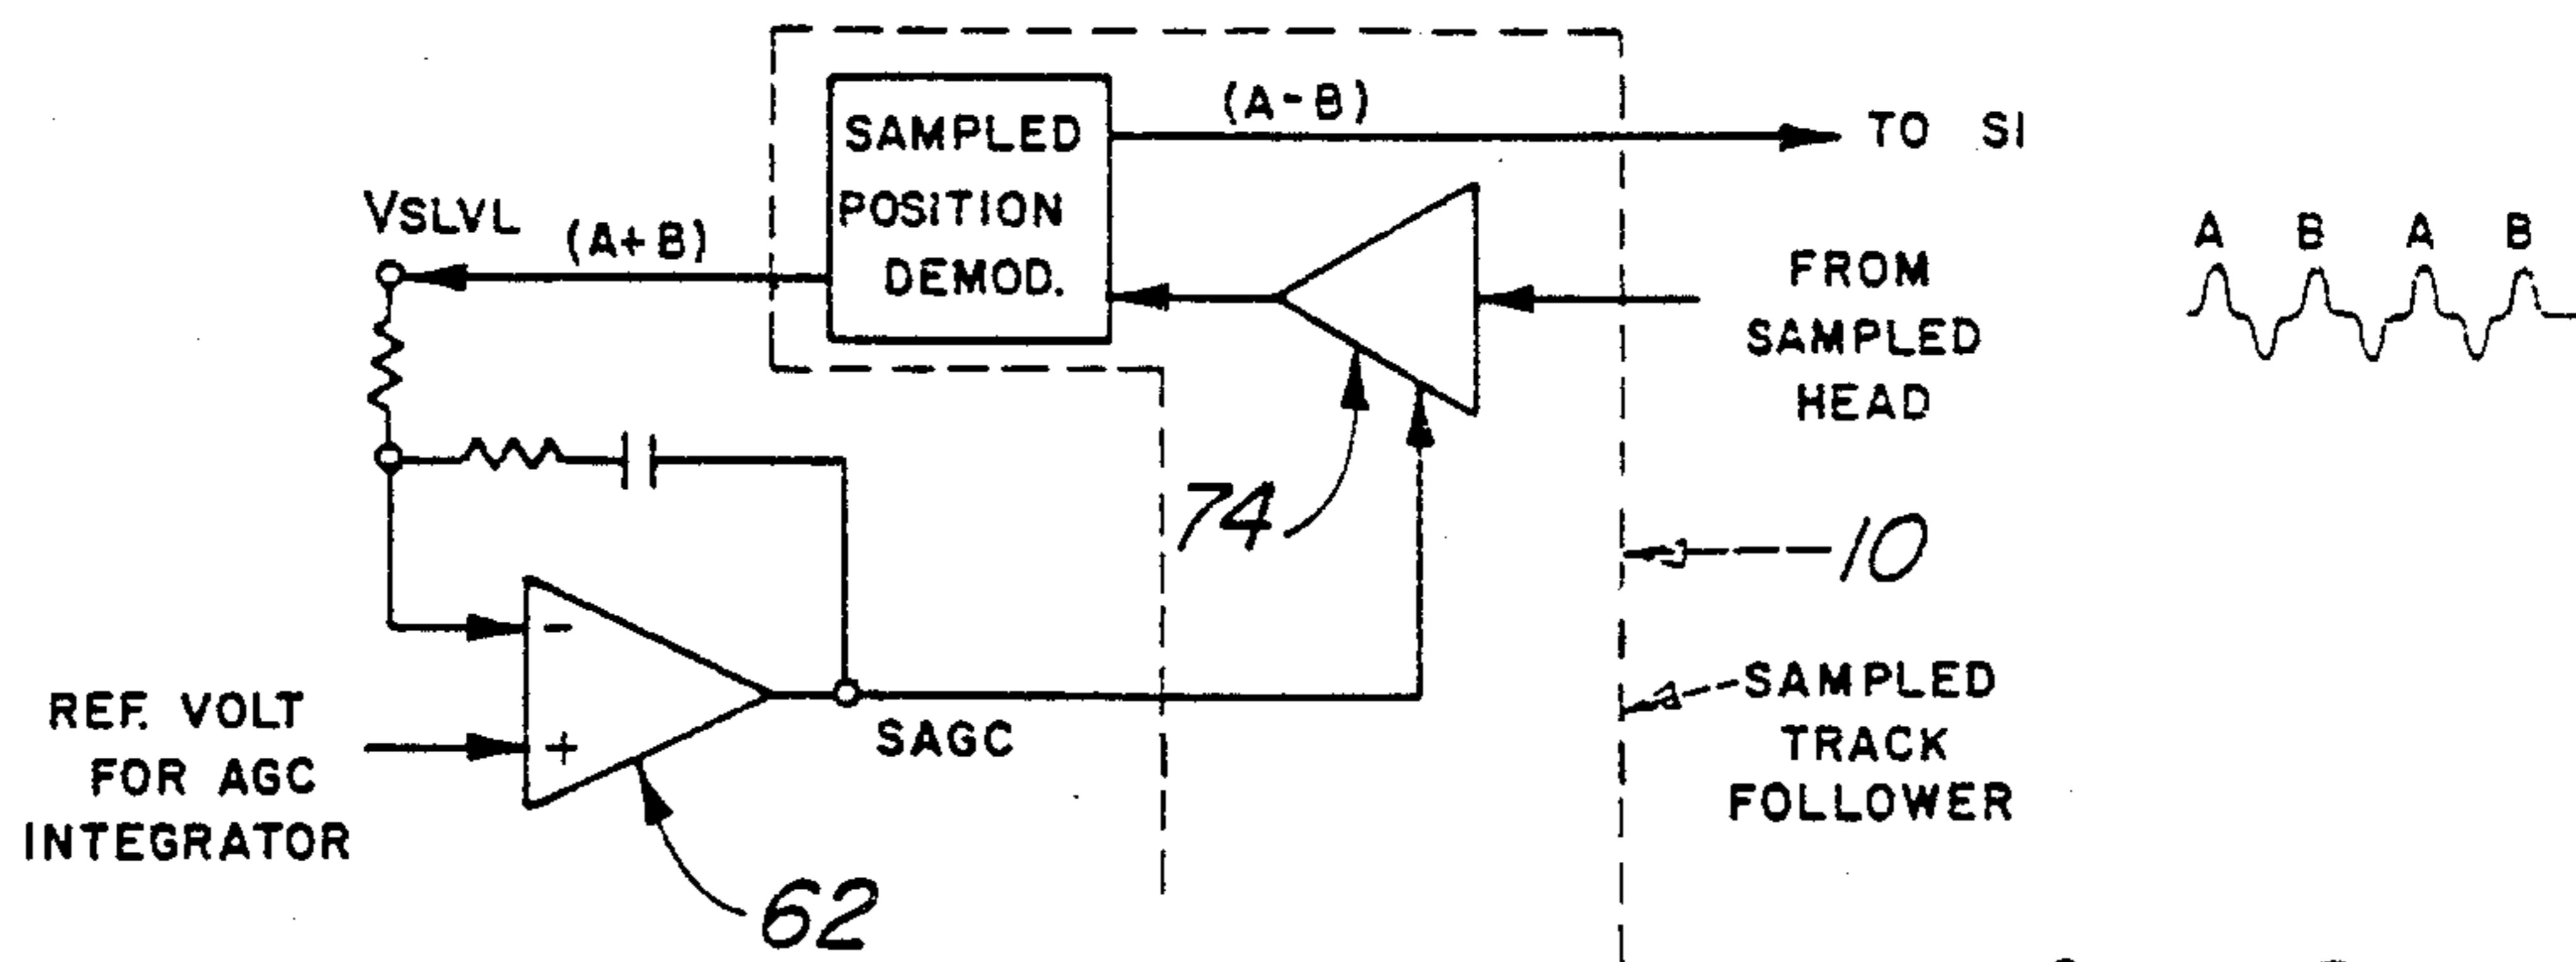 (A-B)
SAMPLED
POSITION
DEMOD.
TO S1
VSLVL
(A+B)
A B A B
FROM
SAMPLED
HEAD
74
10
-
+
REF. VOLT
FOR AGC
INTEGRATOR
SAGC
62
SAMPLED
TRACK
FOLLOWER